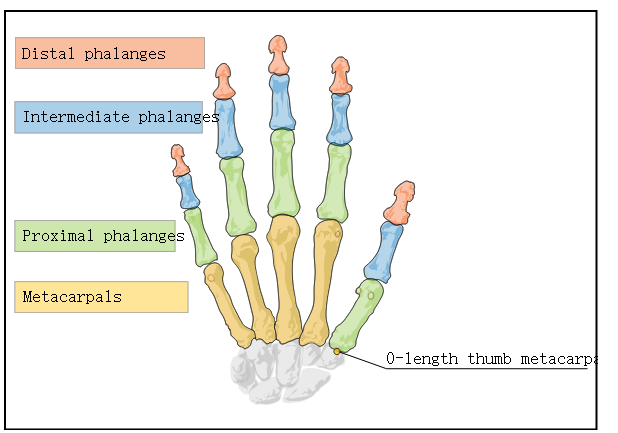 Distal phalanges
Intermediate phalanges
Proximal phalanges
Metacarpals
0-length thumb metacarpa